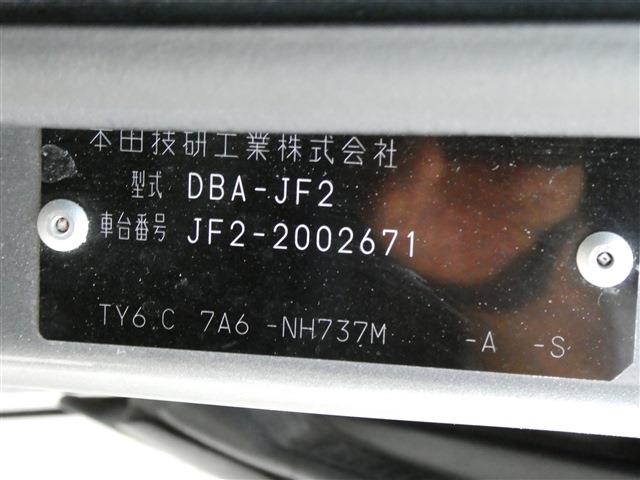 本田技研工業株式会社
型式 DBA-JF2
車台番号 JF2-2002671
TY6.C 7A6 -NH737M -A -S